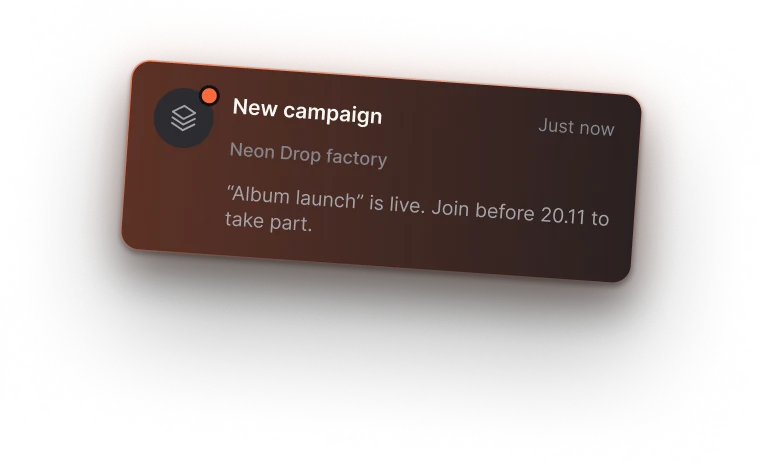 New campaign
Just now
Neon Drop factory
“Album launch” is live. Join before 20.11 to
take part.